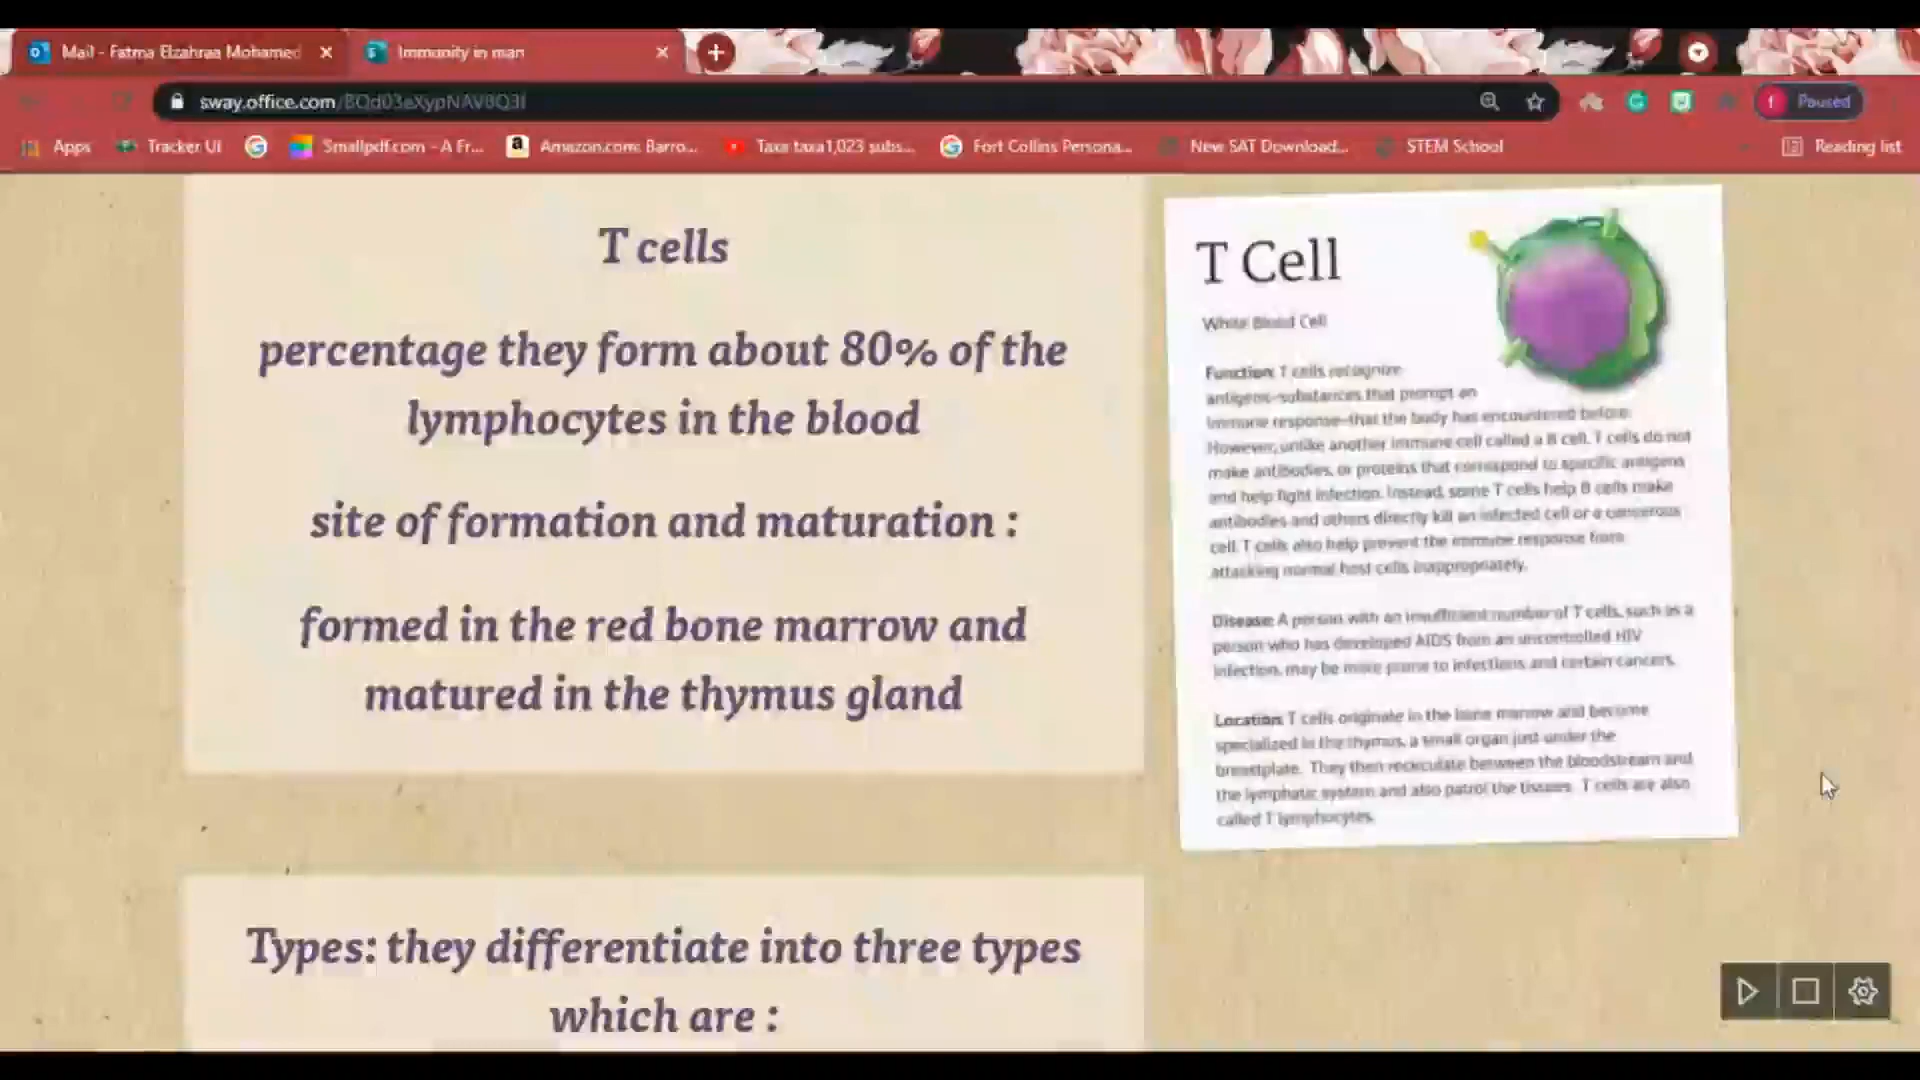 Mail - Fatma Elzahraa Mohamed
Immunity in man
sway.office.com/
Paused
Apps
Tracker UI
Smallpdf.com - A Fr...
Amazon.com: Barro...
Taxa taxa1,023 subs...
Fort Collins Persona...
New SAT Download...
STEM School
Reading list
T cells
percentage they form about 80% of the
lymphocytes in the blood
site of formation and maturation :
formed in the red bone marrow and
matured in the thymus gland
Types: they differentiate into three types
which are :
T Cell
White Blood Cell
Function: T cells recognize
antigens–substances that prompt an
immune response–that the body has encountered before.
However, unlike another immune cell called a B cell, T cells do not
make antibodies, or proteins that correspond to specific antigens
and help fight infection. Instead, some T cells help B cells make
antibodies and others directly kill an infected cell or a cancerous
cell. T cells also help prevent the immune response from
attacking normal host cells inappropriately.
Disease: A person with an insufficient number of T cells, such as a
person who has developed AIDS from an uncontrolled HIV
infection, may be more prone to infections and certain cancers.
Location: T cells originate in the bone marrow and become
specialized in the thymus, a small organ just under the
breastplate. They then recirculate between the bloodstream and
the lymphatic system and also patrol the tissues. T cells are also
called T lymphocytes.